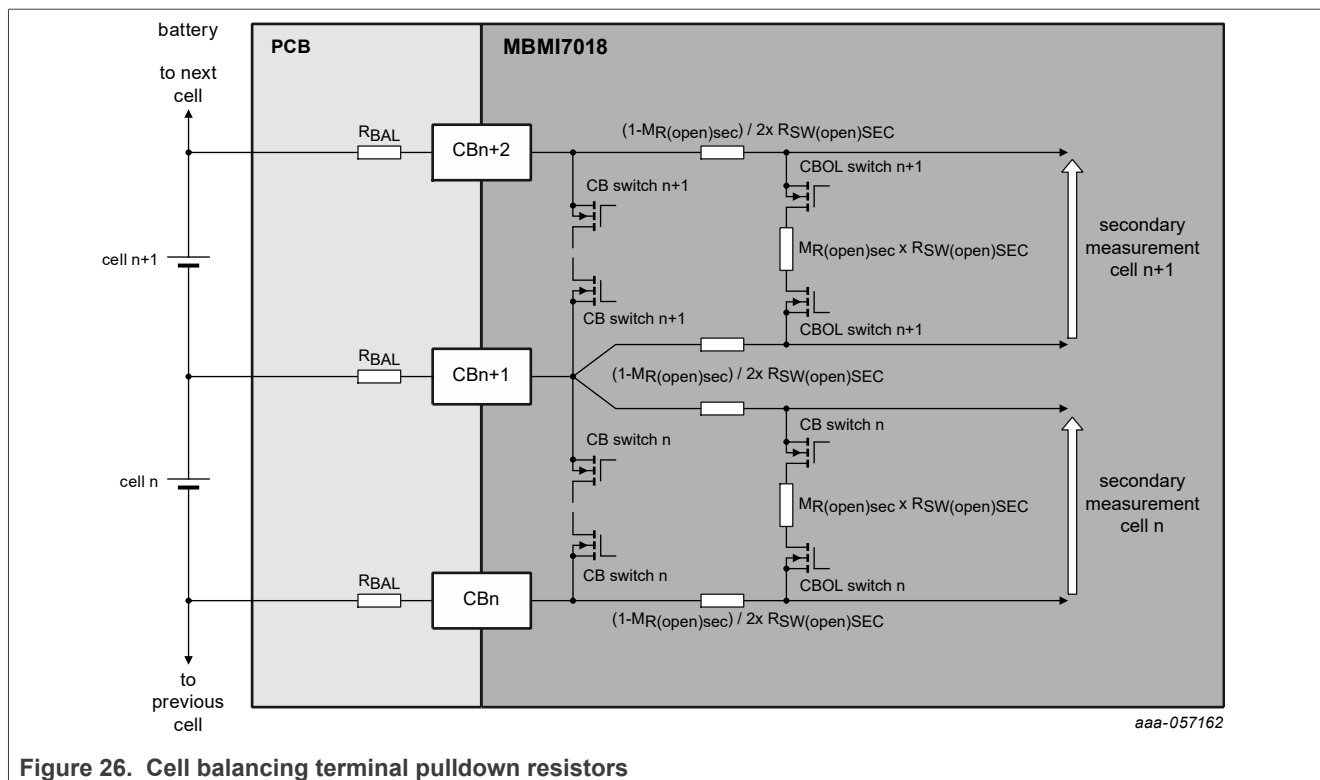 battery
PCB
MBMI7018
to next
cell
RBAL
CBn+2
(1-MR(open)sec) / 2x RSW(open)SEC
CBOL switch n+1
CB switch n+1
cell n+1
MR(open)sec x RSW(open)SEC
secondary
measurement
cell n+1
CB switch n+1
CBOL switch n+1
RBAL
CBn+1
(1-MR(open)sec) / 2x RSW(open)SEC
CB switch n
CB switch n
cell n
MR(open)sec x RSW(open)SEC
secondary
measurement
cell n
CB switch n
CBOL switch n
RBAL
CBn
(1-MR(open)sec) / 2x RSW(open)SEC
to
previous
cell
aaa-057162
Figure 26. Cell balancing terminal pulldown resistors